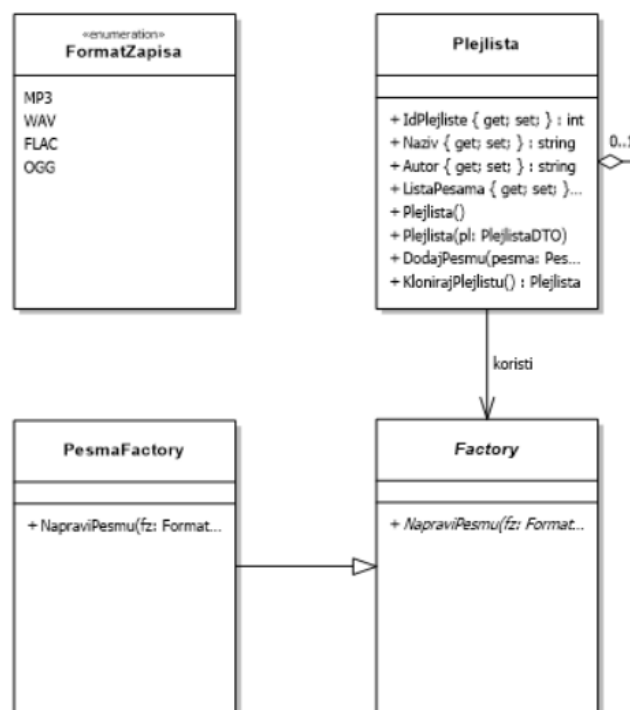 «enumeration»
FormatZapisa
MP3
WAV
FLAC
OGG
Plejlista
+ IdPlejliste { get; set; } : int
+ Naziv { get; set; } : string
+ Autor { get; set; } : string
+ ListaPesama { get; set; }...
+ Plejlista()
+ Plejlista(pl: PlejlistaDTO)
+ DodajPesmu(pesma: Pes...
+ KlonirajPlejlistu() : Plejlista
0..1
koristi
PesmaFactory
+ NapraviPesmu(fz: Format...
Factory
+ NapraviPesmu(fz: Format...